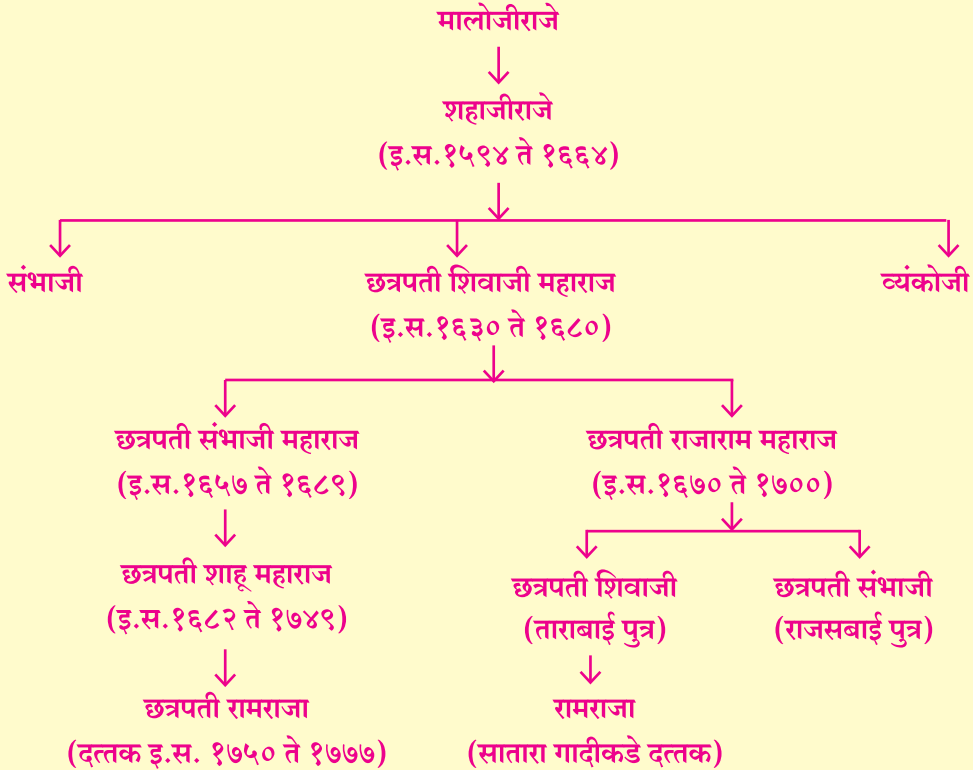 मालोजीराजे
शहाजीराजे
(इ.स.१५९४ ते १६६४)
संभाजी
छत्रपती शिवाजी महाराज
(इ.स.१६३० ते १६८०)
व्यंकोजी
छत्रपती संभाजी महाराज
(इ.स.१६५७ ते १६८९)
छत्रपती राजाराम महाराज
(इ.स.१६७० ते १७००)
छत्रपती शाहू महाराज
(इ.स.१६८२ ते १७४९)
छत्रपती शिवाजी
(ताराबाई पुत्र)
छत्रपती संभाजी
(राजसबाई पुत्र)
छत्रपती रामराजा
(दत्तक इ.स. १७५० ते १७७७)
रामराजा
(सातारा गादीकडे दत्तक)